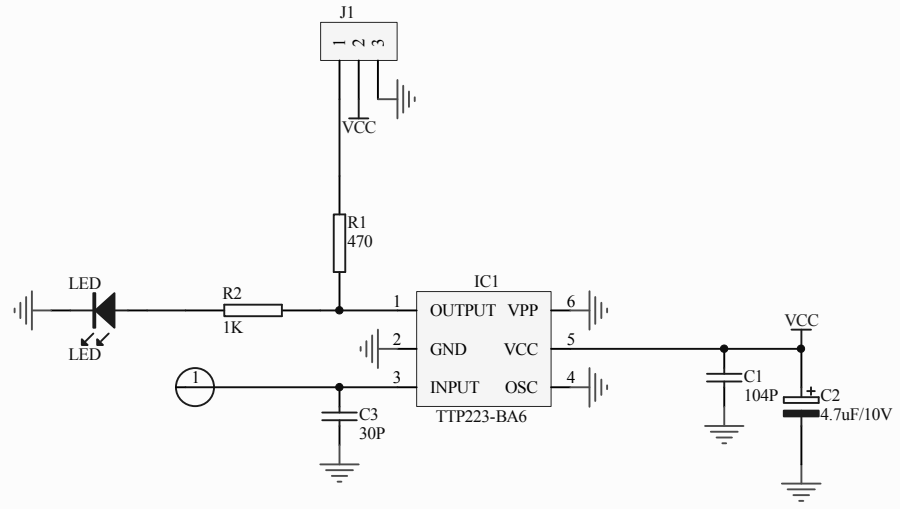 J1
1 2 3
VCC
R1
470
LED
R2
1K
LED
IC1
1 OUTPUT VPP 6
2 GND VCC 5
3 INPUT OSC 4
TTP223-BA6
1
C3
30P
VCC
C1
104P
+
C2
4.7uF/10V